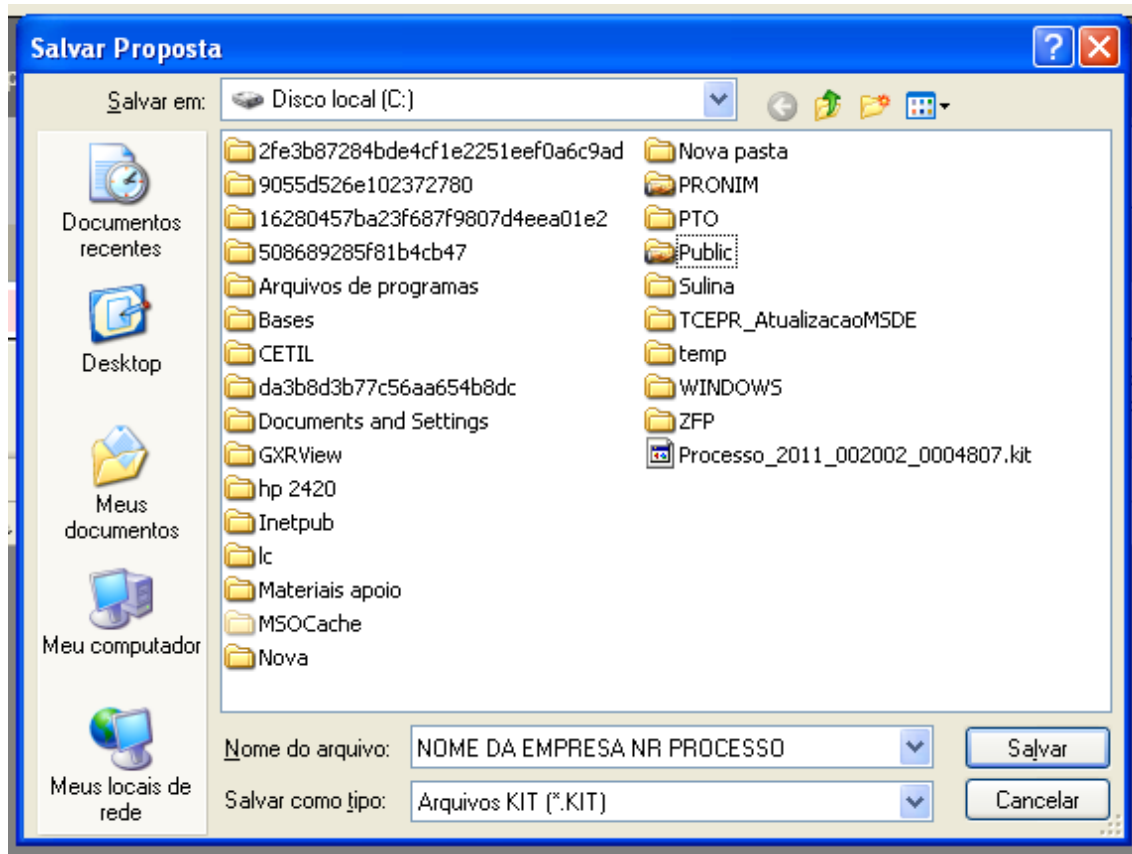 Salvar Proposta
Salvar em:
Disco local (C:)
Documentos
recentes
Desktop
Meus
documentos
Meu computador
Meus locais de
rede
2fe3b87284bde4cf1e2251eef0a6c9ad
9055d526e102372780
16280457ba23f687f9807d4eea01e2
508689285f81b4cb47
Arquivos de programas
Bases
CETIL
da3b8d3b77c56aa654b8dc
Documents and Settings
GXRView
hp 2420
Inetpub
lc
Materiais apoio
MSOCache
Nova
Nova pasta
PRONIM
PTO
Public
Sulina
TCEPR_AtualizacaoMSDE
temp
WINDOWS
ZFP
Processo_2011_002002_0004807.kit
Nome do arquivo:
NOME DA EMPRESA NR PROCESSO
Salvar
Salvar como tipo:
Arquivos KIT (*.KIT)
Cancelar